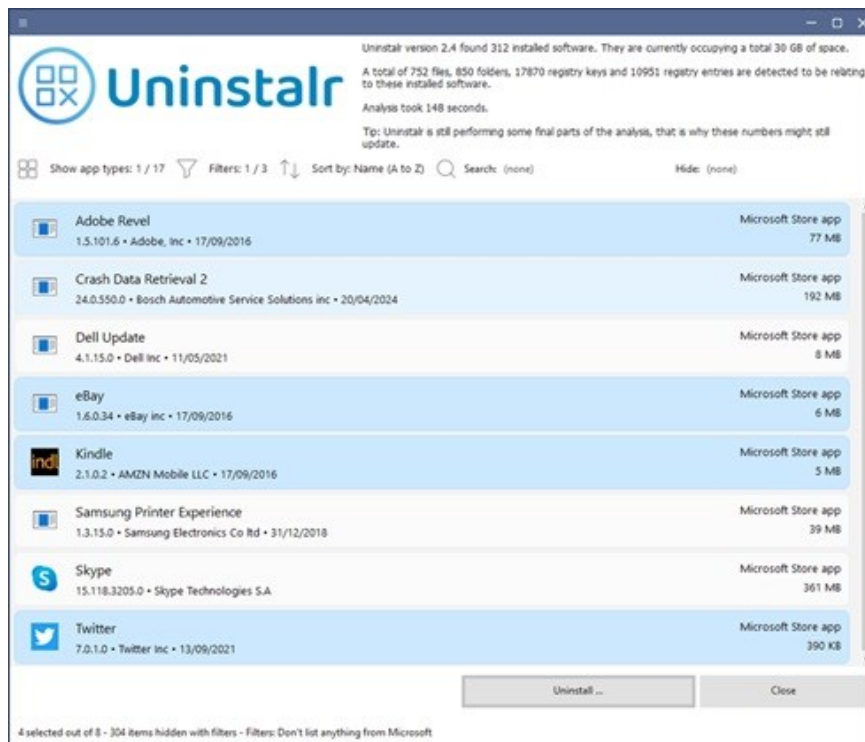 Uninstalr
Uninstalr version 2.4 found 312 installed software. They are currently occupying a total 30 GB of space.
A total of 752 files, 850 folders, 17870 registry keys and 10951 registry entries are detected to be relating
to these installed software.
Analysis took 148 seconds.
Tip: Uninstalr is still performing some final parts of the analysis, that is why these numbers might still
update.
Show app types: 1 / 17 Filters: 1 / 3 Sort by: Name (A to Z) Search: (none) Hide: (none)
Adobe Revel Microsoft Store app
1.5.101.6 • Adobe, Inc • 17/09/2016 77 MB
Crash Data Retrieval 2 Microsoft Store app
24.0.550.0 • Bosch Automotive Service Solutions inc • 20/04/2024 192 MB
Dell Update Microsoft Store app
4.1.15.0 • Dell Inc • 11/05/2021 8 MB
eBay Microsoft Store app
1.6.0.34 • eBay inc • 17/09/2016 6 MB
indl
Kindle Microsoft Store app
2.1.0.2 • AMZN Mobile LLC • 17/09/2016 5 MB
Samsung Printer Experience Microsoft Store app
1.3.15.0 • Samsung Electronics Co ltd • 31/12/2018 39 MB
S
Skype Microsoft Store app
15.118.3205.0 • Skype Technologies S.A 361 MB
Twitter Microsoft Store app
7.0.1.0 • Twitter Inc • 13/09/2021 390 KB
Uninstall ... Close
4 selected out of 8 - 304 items hidden with filters - Filters: Don't list anything from Microsoft